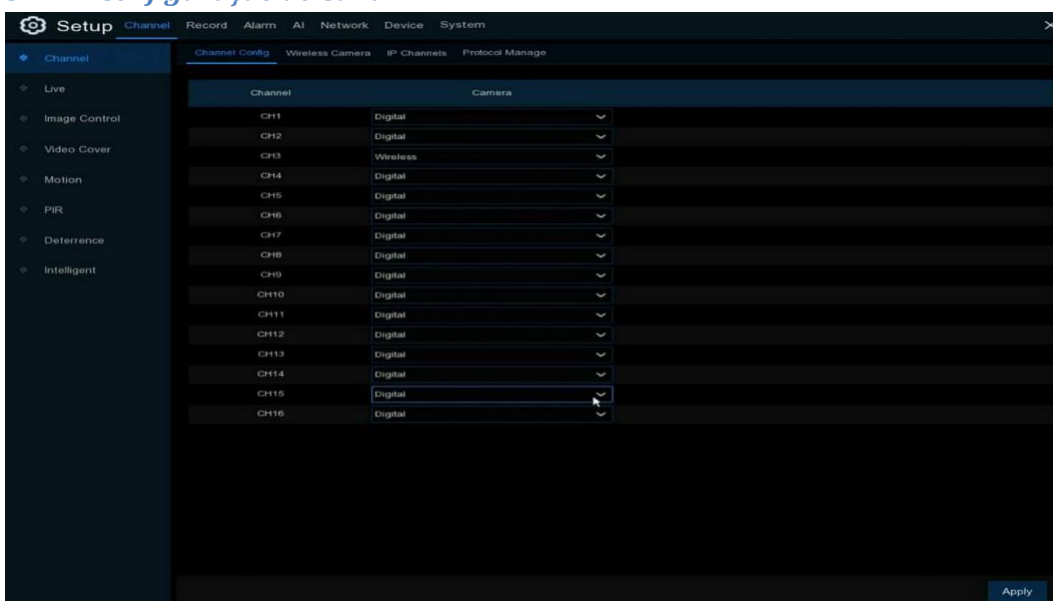 Setup Channel Record Alarm AI Network Device System
Channel
Live
Image Control
Video Cover
Motion
PIR
Deterrence
Intelligent
Channel Config Wireless Camera IP Channels Protocol Manage
Channel Camera
CH1 Digital
CH2 Digital
CH3 Wireless
CH4 Digital
CH5 Digital
CH6 Digital
CH7 Digital
CH8 Digital
CH9 Digital
CH10 Digital
CH11 Digital
CH12 Digital
CH13 Digital
CH14 Digital
CH15 Digital
CH16 Digital
Apply